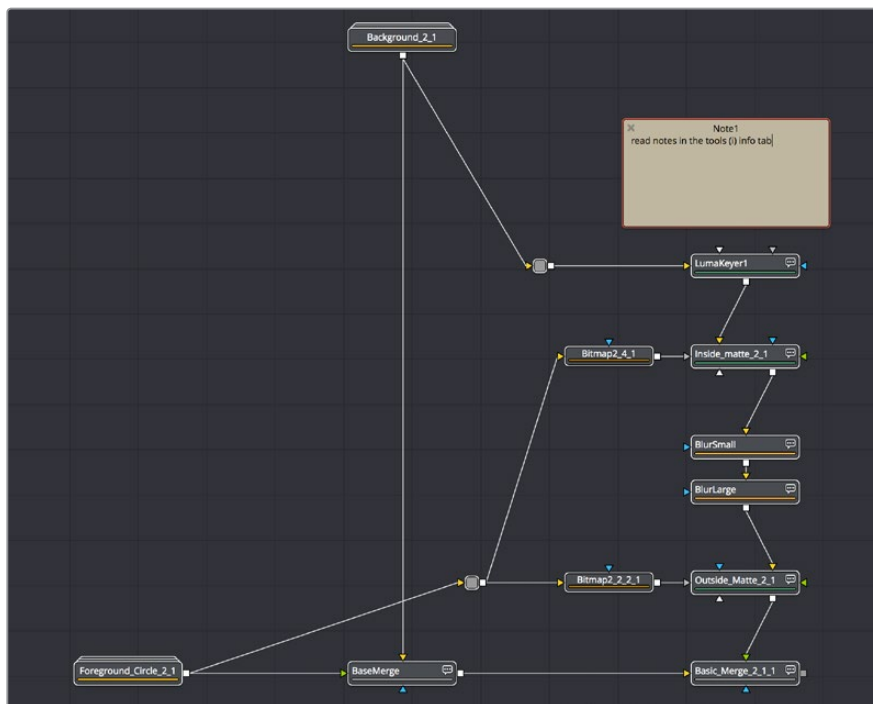 Background_2_1
Note1
read notes in the tools (i) info tab
LumaKeyer1
Bitmap2_4_1
Inside_matte_2_1
BlurSmall
BlurLarge
Bitmap2_2_2_1
Outside_Matte_2_1
Foreground_Circle_2_1
BaseMerge
Basic_Merge_2_1_1